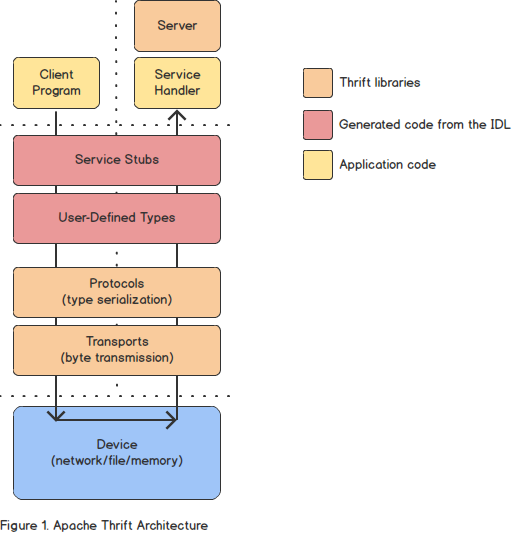 Server
Client
Program
Service
Handler
Service Stubs
User-Defined Types
Protocols
(type serialization)
Transports
(byte transmission)
Device
(network/file/memory)
Thrift libraries
Generated code from the IDL
Application code
Figure 1. Apache Thrift Architecture